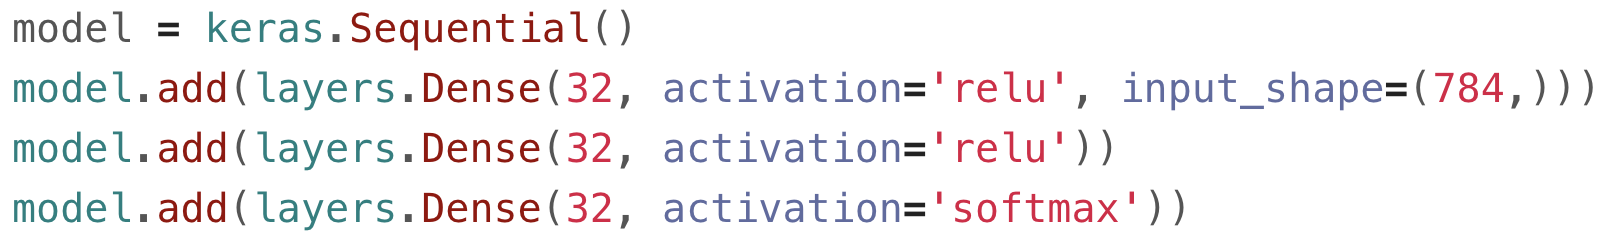 model = keras.Sequential()
model.add(layers.Dense(32, activation='relu', input_shape=(784,)))
model.add(layers.Dense(32, activation='relu'))
model.add(layers.Dense(32, activation='softmax'))